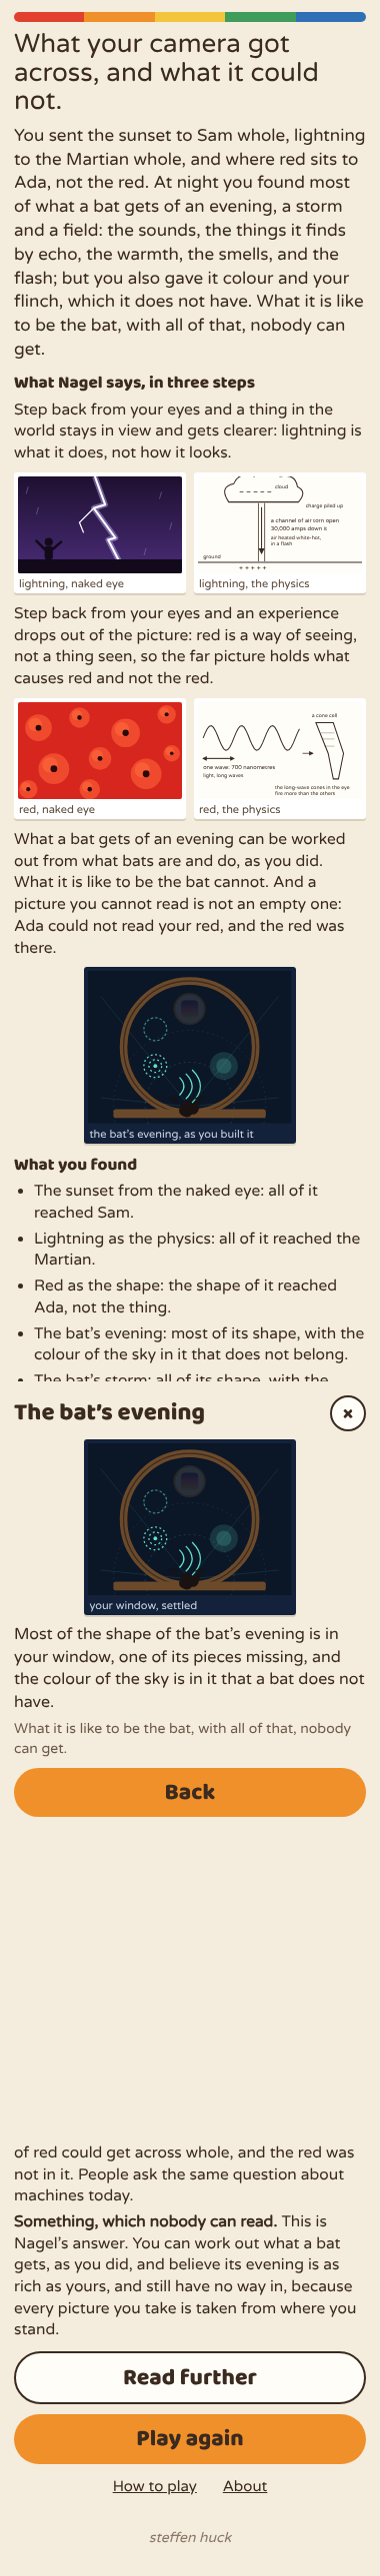 What your camera got
across, and what it could
not.
You sent the sunset to Sam whole, lightning
to the Martian whole, and where red sits to
Ada, not the red. At night you found most
of what a bat gets of an evening, a storm
and a field: the sounds, the things it finds
by echo, the warmth, the smells, and the
flash; but you also gave it colour and your
flinch, which it does not have. What it is like
to be the bat, with all of that, nobody can
get.
What Nagel says, in three steps
Step back from your eyes and a thing in the
world stays in view and gets clearer: lightning is
what it does, not how it looks.
cloud
charge piled up
a channel of air torn open
30,000 amps down it
air heated white-hot,
in a flash
ground
+ + + + +
lightning, naked eye
lightning, the physics
Step back from your eyes and an experience
drops out of the picture: red is a way of seeing,
not a thing seen, so the far picture holds what
causes red and not the red.
a cone cell
one wave: 700 nanometres
light, long waves
the long-wave cones in the eye
fire more than the others
red, naked eye
red, the physics
What a bat gets of an evening can be worked
out from what bats are and do, as you did.
What it is like to be the bat cannot. And a
picture you cannot read is not an empty one:
Ada could not read your red, and the red was
there.
the bat's evening, as you built it
What you found
• The sunset from the naked eye: all of it
reached Sam.
• Lightning as the physics: all of it reached the
Martian.
• Red as the shape: the shape of it reached
Ada, not the thing.
• The bat's evening: most of its shape, with the
colour of the sky in it that does not belong.
• The bat's storm: all of its shape, with the
The bat's evening
×
your window, settled
Most of the shape of the bat's evening is in
your window, one of its pieces missing, and
the colour of the sky is in it that a bat does not
have.
What it is like to be the bat, with all of that, nobody
can get.
Back
of red could get across whole, and the red was
not in it. People ask the same question about
machines today.
Something, which nobody can read. This is
Nagel's answer. You can work out what a bat
gets, as you did, and believe its evening is as
rich as yours, and still have no way in, because
every picture you take is taken from where you
stand.
Read further
Play again
How to play About
steffen huck